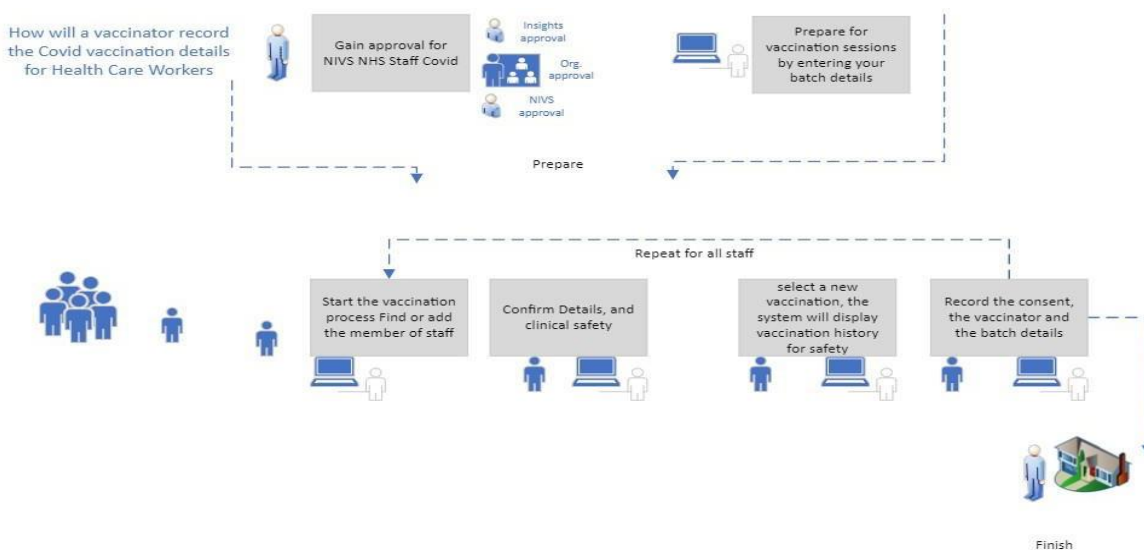 How will a vaccinator record
the Covid vaccination details
for Health Care Workers
Gain approval for
NIVS NHS Staff Covid
Insights
approval
Org.
approval
NIVS
approval
Prepare for
vaccination sessions
by entering your
batch details
Prepare
Repeat for all staff
Start the vaccination
process Find or add
the member of staff
Confirm Details, and
clinical safety
select a new
vaccination, the
system will display
vaccination history
for safety
Record the consent,
the vaccinator and
the batch details
Finish